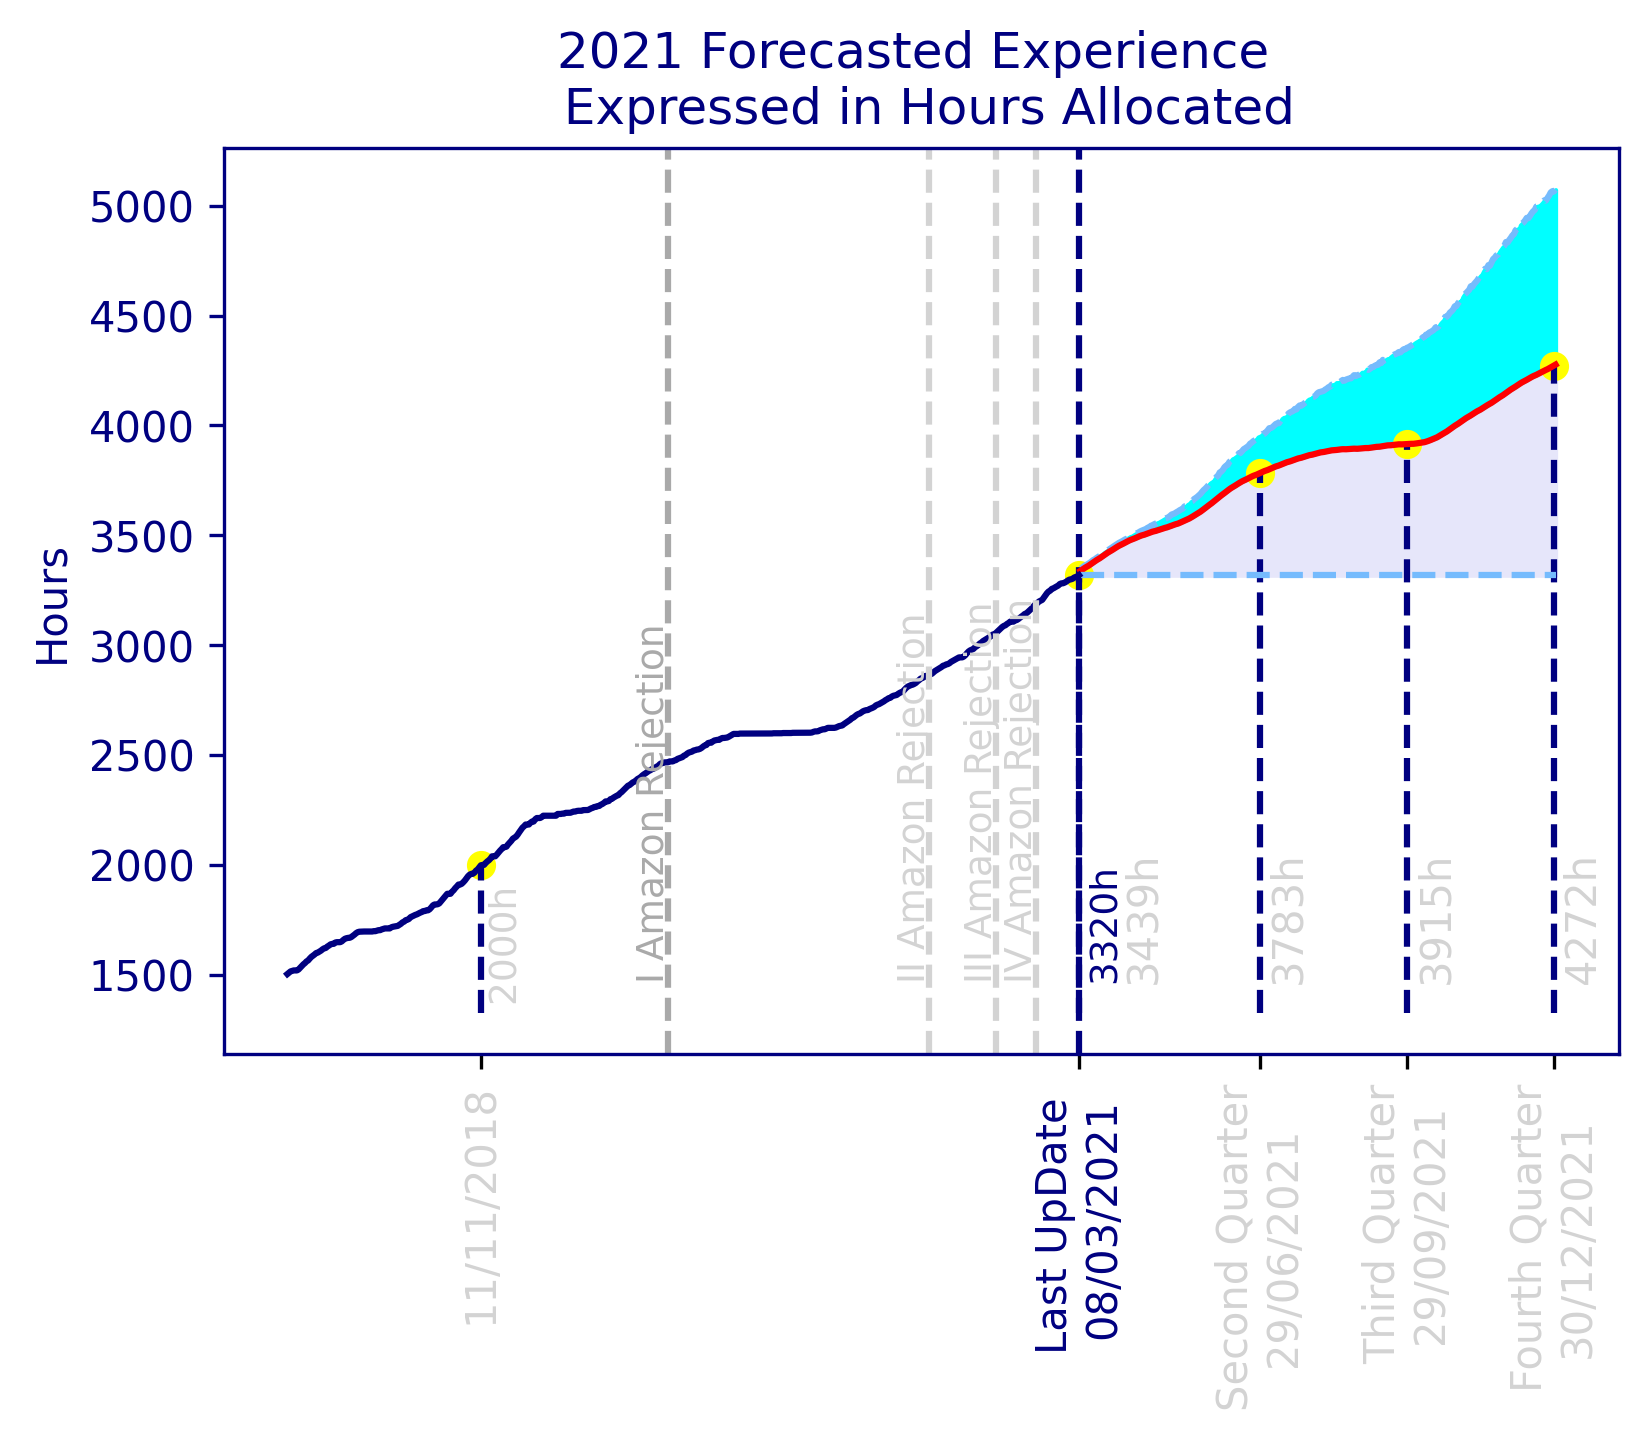 2021 Forecasted Experience
Expressed in Hours Allocated
Hours
5000
4500
4000
3500
3000
2500
2000
1500
2000h
I Amazon Rejection
II Amazon Rejection
III Amazon Rejection
IV Amazon Rejection
3320h
3439h
3783h
3915h
4272h
11/11/2018
Last UpDate
08/03/2021
Second Quarter
29/06/2021
Third Quarter
29/09/2021
Fourth Quarter
30/12/2021